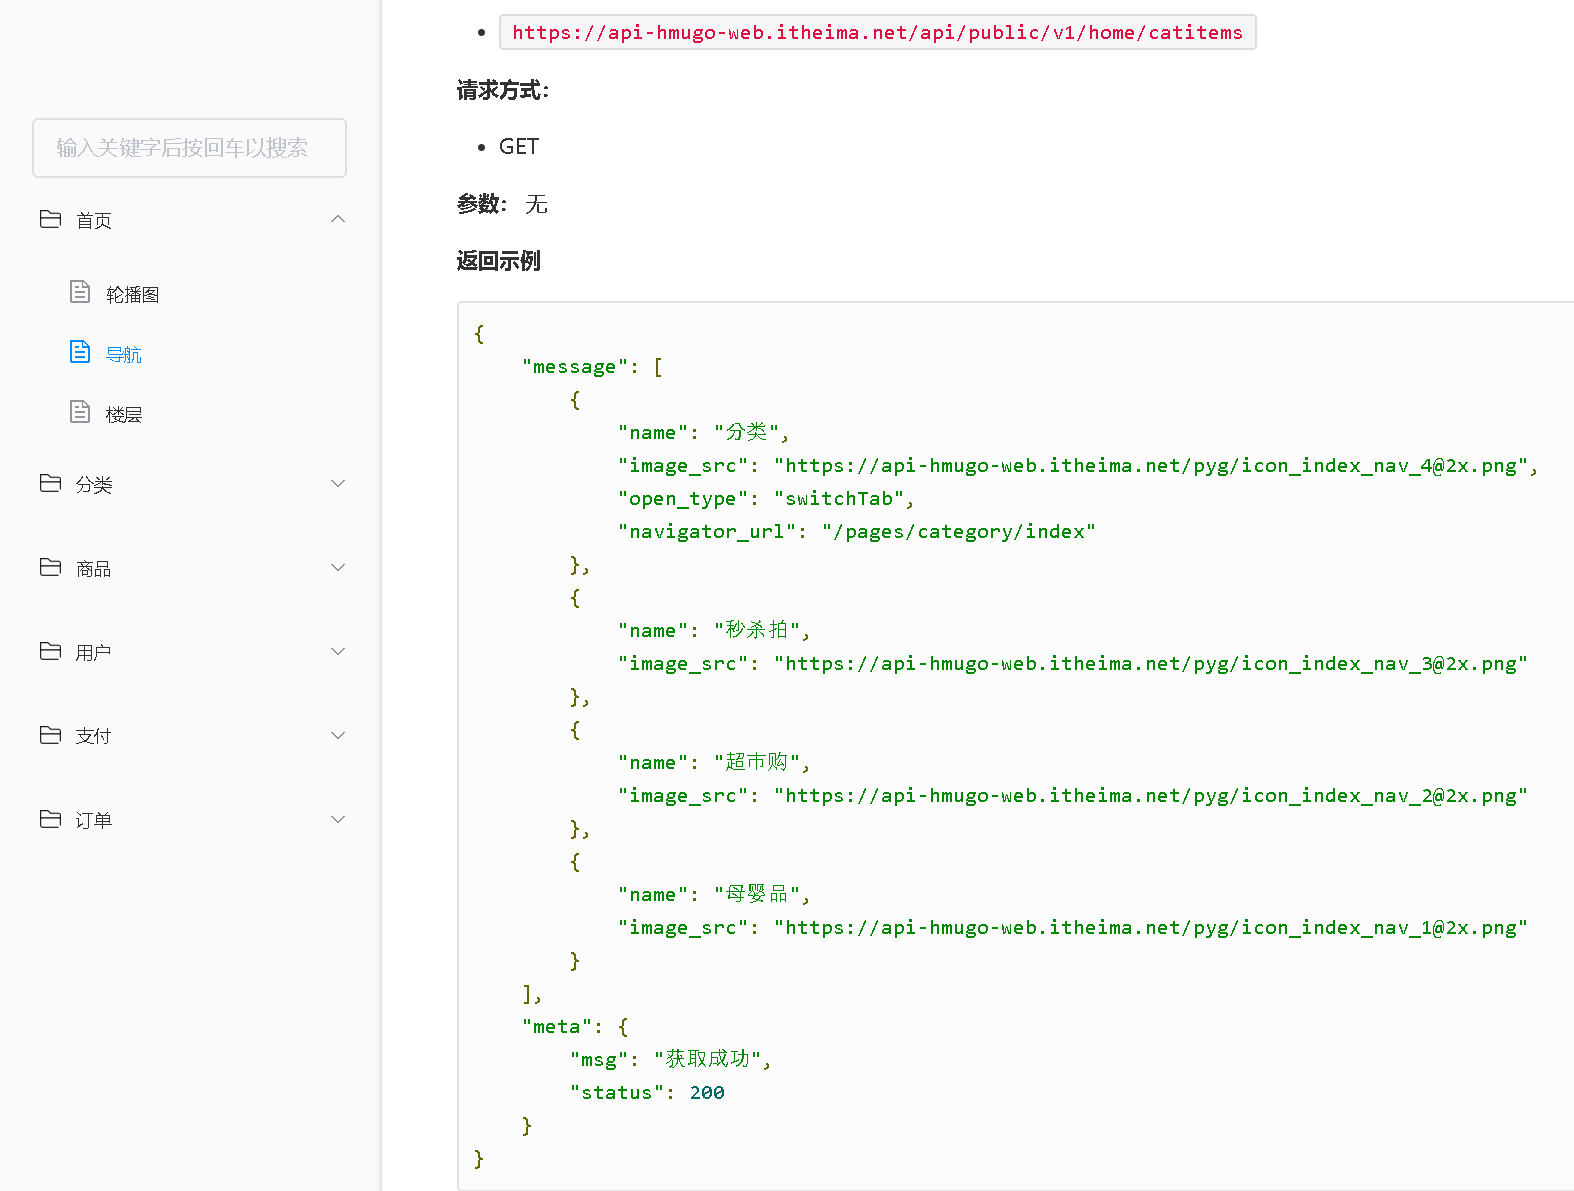 输入关键字后按回车以搜索
首页
轮播图
导航
楼层
分类
商品
用户
支付
订单
https://api-hmugo-web.itheima.net/api/public/v1/home/catitems
请求方式：
GET
参数： 无
返回示例
{
    "message": [
        {
            "name": "分类",
            "image_src": "https://api-hmugo-web.itheima.net/pyg/icon_index_nav_4@2x.png",
            "open_type": "switchTab",
            "navigator_url": "/pages/category/index"
        },
        {
            "name": "秒杀拍",
            "image_src": "https://api-hmugo-web.itheima.net/pyg/icon_index_nav_3@2x.png"
        },
        {
            "name": "超市购",
            "image_src": "https://api-hmugo-web.itheima.net/pyg/icon_index_nav_2@2x.png"
        },
        {
            "name": "母婴品",
            "image_src": "https://api-hmugo-web.itheima.net/pyg/icon_index_nav_1@2x.png"
        }
    ],
    "meta": {
        "msg": "获取成功",
        "status": 200
    }
}